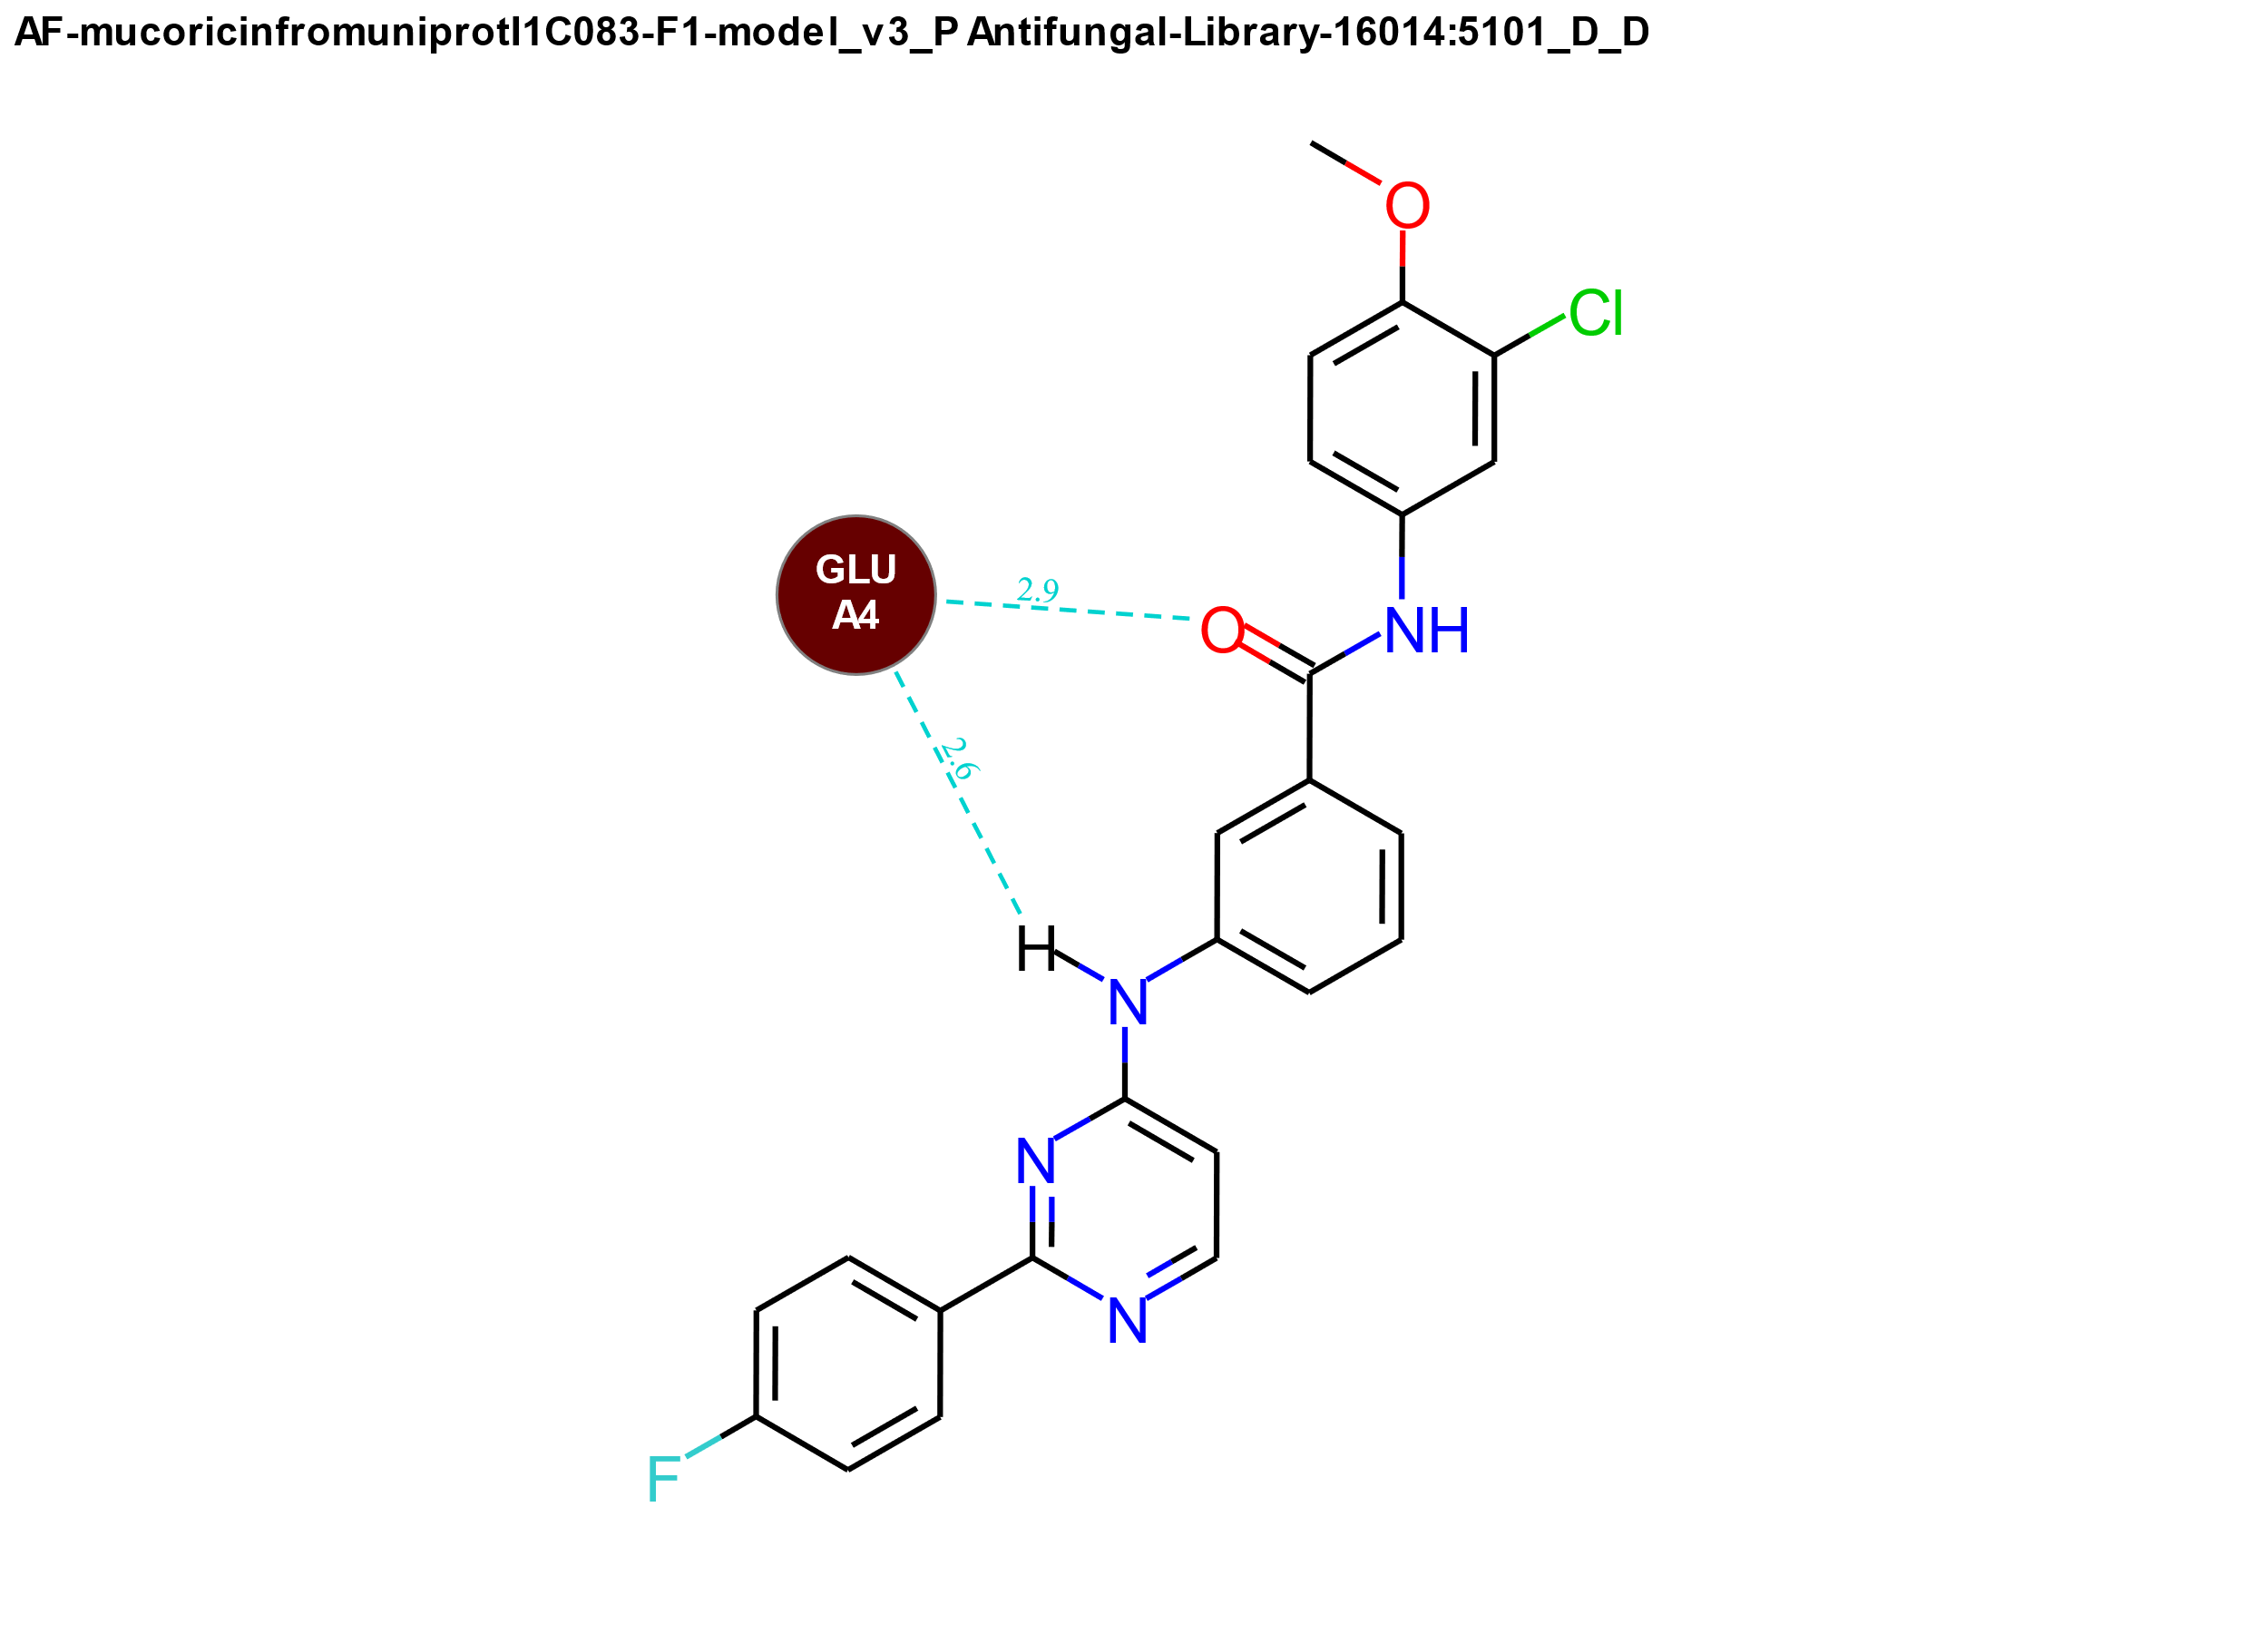 AF-mucoricinfromuniprotI1C083-F1-model_v3_P Antifungal-Library-16014:5101_D_D
O
Cl
GLU
A4
2.9
O
NH
2.6
H
N
N
N
F